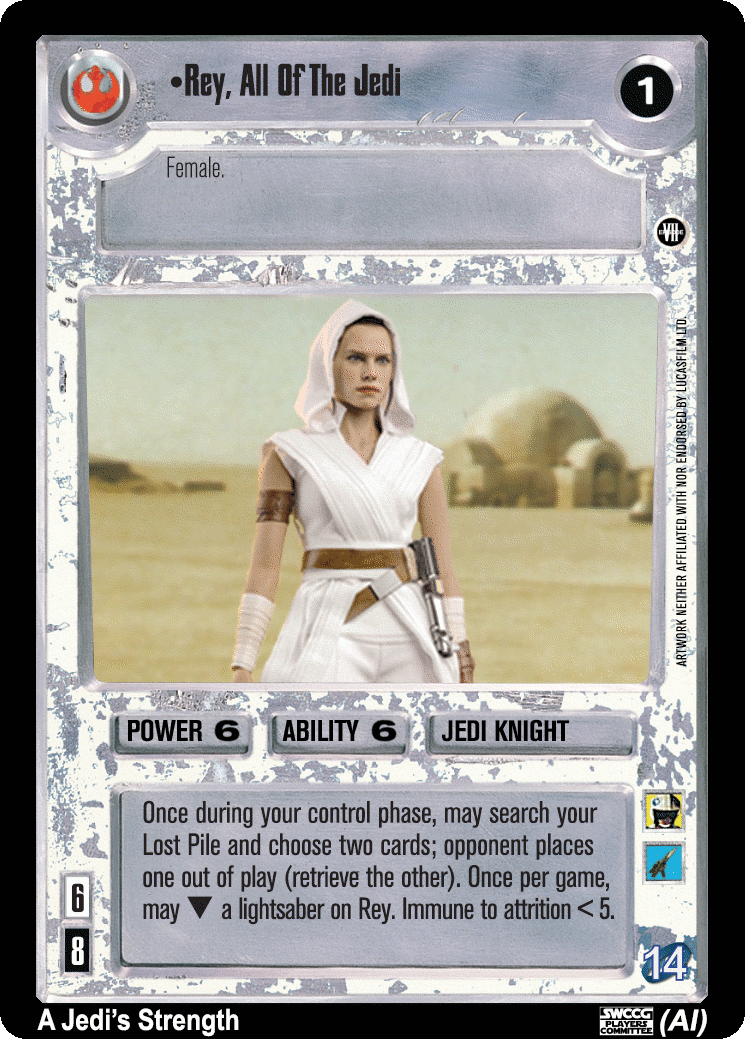 •Rey, All Of The Jedi
1
Female.
EPISODE
VII
ARTWORK NEITHER AFFILIATED WITH NOR ENDORSED BY LUCASFILM LTD.
POWER 6 ABILITY 6 JEDI KNIGHT
Once during your control phase, may search your
Lost Pile and choose two cards; opponent places
one out of play (retrieve the other). Once per game,
may ▼ a lightsaber on Rey. Immune to attrition < 5.
6
8
14
A Jedi's Strength
SWCCG
PLAYERS
COMMITTEE
(AI)